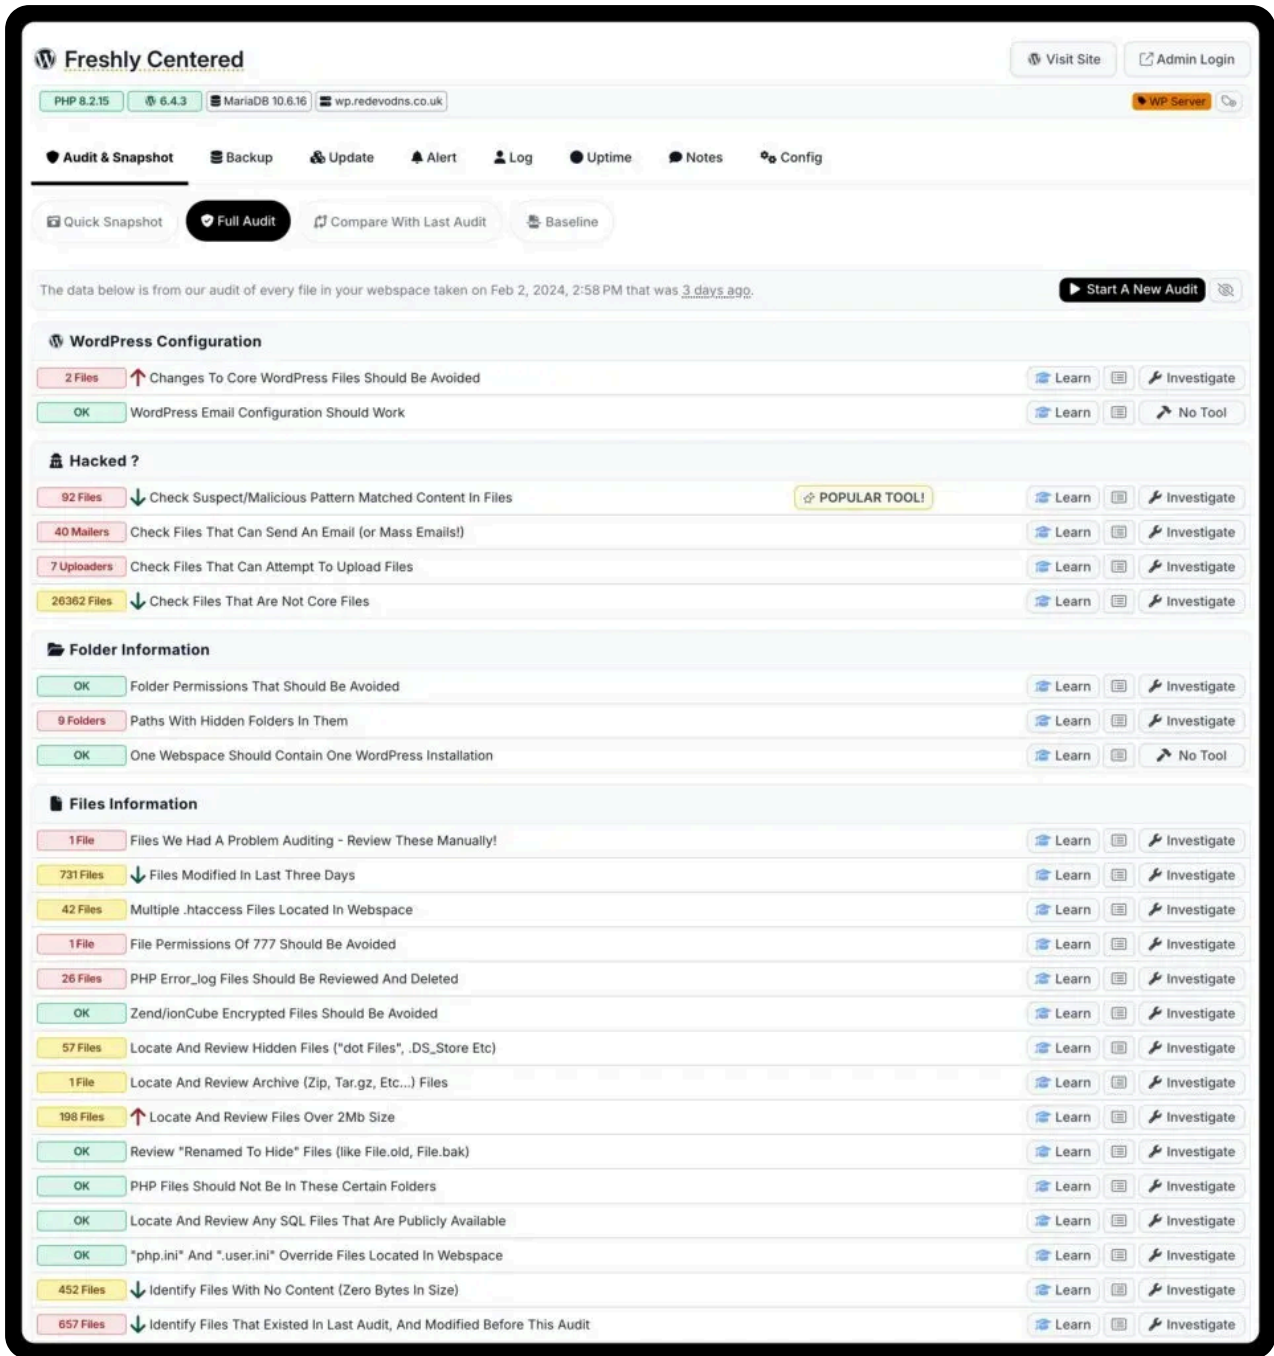 Freshly Centered Visit Site Admin Login
PHP 8.2.15 6.4.3 MariaDB 10.6.16 wp.redevodns.co.uk WP Server
Audit & Snapshot Backup Update Alert Log Uptime Notes Config
Quick Snapshot Full Audit Compare With Last Audit Baseline
The data below is from our audit of every file in your webspace taken on Feb 2, 2024, 2:58 PM that was 3 days ago. Start A New Audit
WordPress Configuration
2 Files Changes To Core WordPress Files Should Be Avoided Learn Investigate
OK WordPress Email Configuration Should Work Learn No Tool
Hacked ?
92 Files Check Suspect/Malicious Pattern Matched Content In Files POPULAR TOOL! Learn Investigate
40 Mailers Check Files That Can Send An Email (or Mass Emails!) Learn Investigate
7 Uploaders Check Files That Can Attempt To Upload Files Learn Investigate
26362 Files Check Files That Are Not Core Files Learn Investigate
Folder Information
OK Folder Permissions That Should Be Avoided Learn Investigate
9 Folders Paths With Hidden Folders In Them Learn Investigate
OK One Webspace Should Contain One WordPress Installation Learn No Tool
Files Information
1 File Files We Had A Problem Auditing - Review These Manually! Learn Investigate
731 Files Files Modified In Last Three Days Learn Investigate
42 Files Multiple .htaccess Files Located In Webspace Learn Investigate
1 File File Permissions Of 777 Should Be Avoided Learn Investigate
26 Files PHP Error_log Files Should Be Reviewed And Deleted Learn Investigate
OK Zend/ionCube Encrypted Files Should Be Avoided Learn Investigate
57 Files Locate And Review Hidden Files ("dot Files", .DS_Store Etc) Learn Investigate
1 File Locate And Review Archive (Zip, Tar.gz, Etc...) Files Learn Investigate
198 Files Locate And Review Files Over 2Mb Size Learn Investigate
OK Review "Renamed To Hide" Files (like File.old, File.bak) Learn Investigate
OK PHP Files Should Not Be In These Certain Folders Learn Investigate
OK Locate And Review Any SQL Files That Are Publicly Available Learn Investigate
OK "php.ini" And ".user.ini" Override Files Located In Webspace Learn Investigate
452 Files Identify Files With No Content (Zero Bytes In Size) Learn Investigate
657 Files Identify Files That Existed In Last Audit, And Modified Before This Audit Learn Investigate